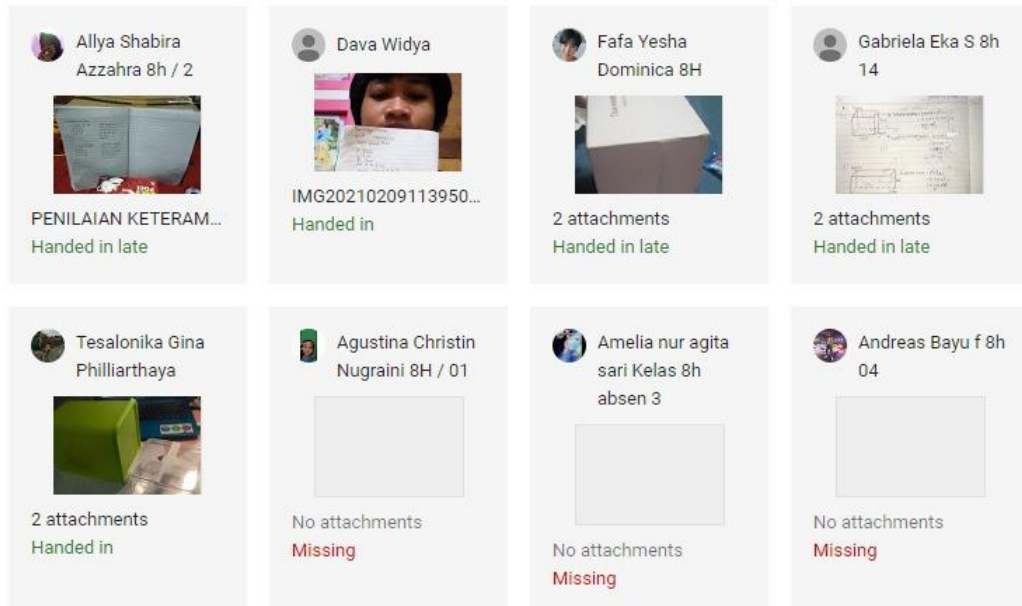 Allya Shabira
Azzahra 8h / 2
PENILAIAN KETERAM...
Handed in late
Dava Widya
IMG20210209113950...
Handed in
Fafa Yesha
Dominica 8H
2 attachments
Handed in late
Gabriela Eka S 8h
14
2 attachments
Handed in late
Tesalonika Gina
Philliarthaya
2 attachments
Handed in
Agustina Christin
Nugraini 8H / 01
No attachments
Missing
Amelia nur agita
sari Kelas 8h
absen 3
No attachments
Missing
Andreas Bayu f 8h
04
No attachments
Missing